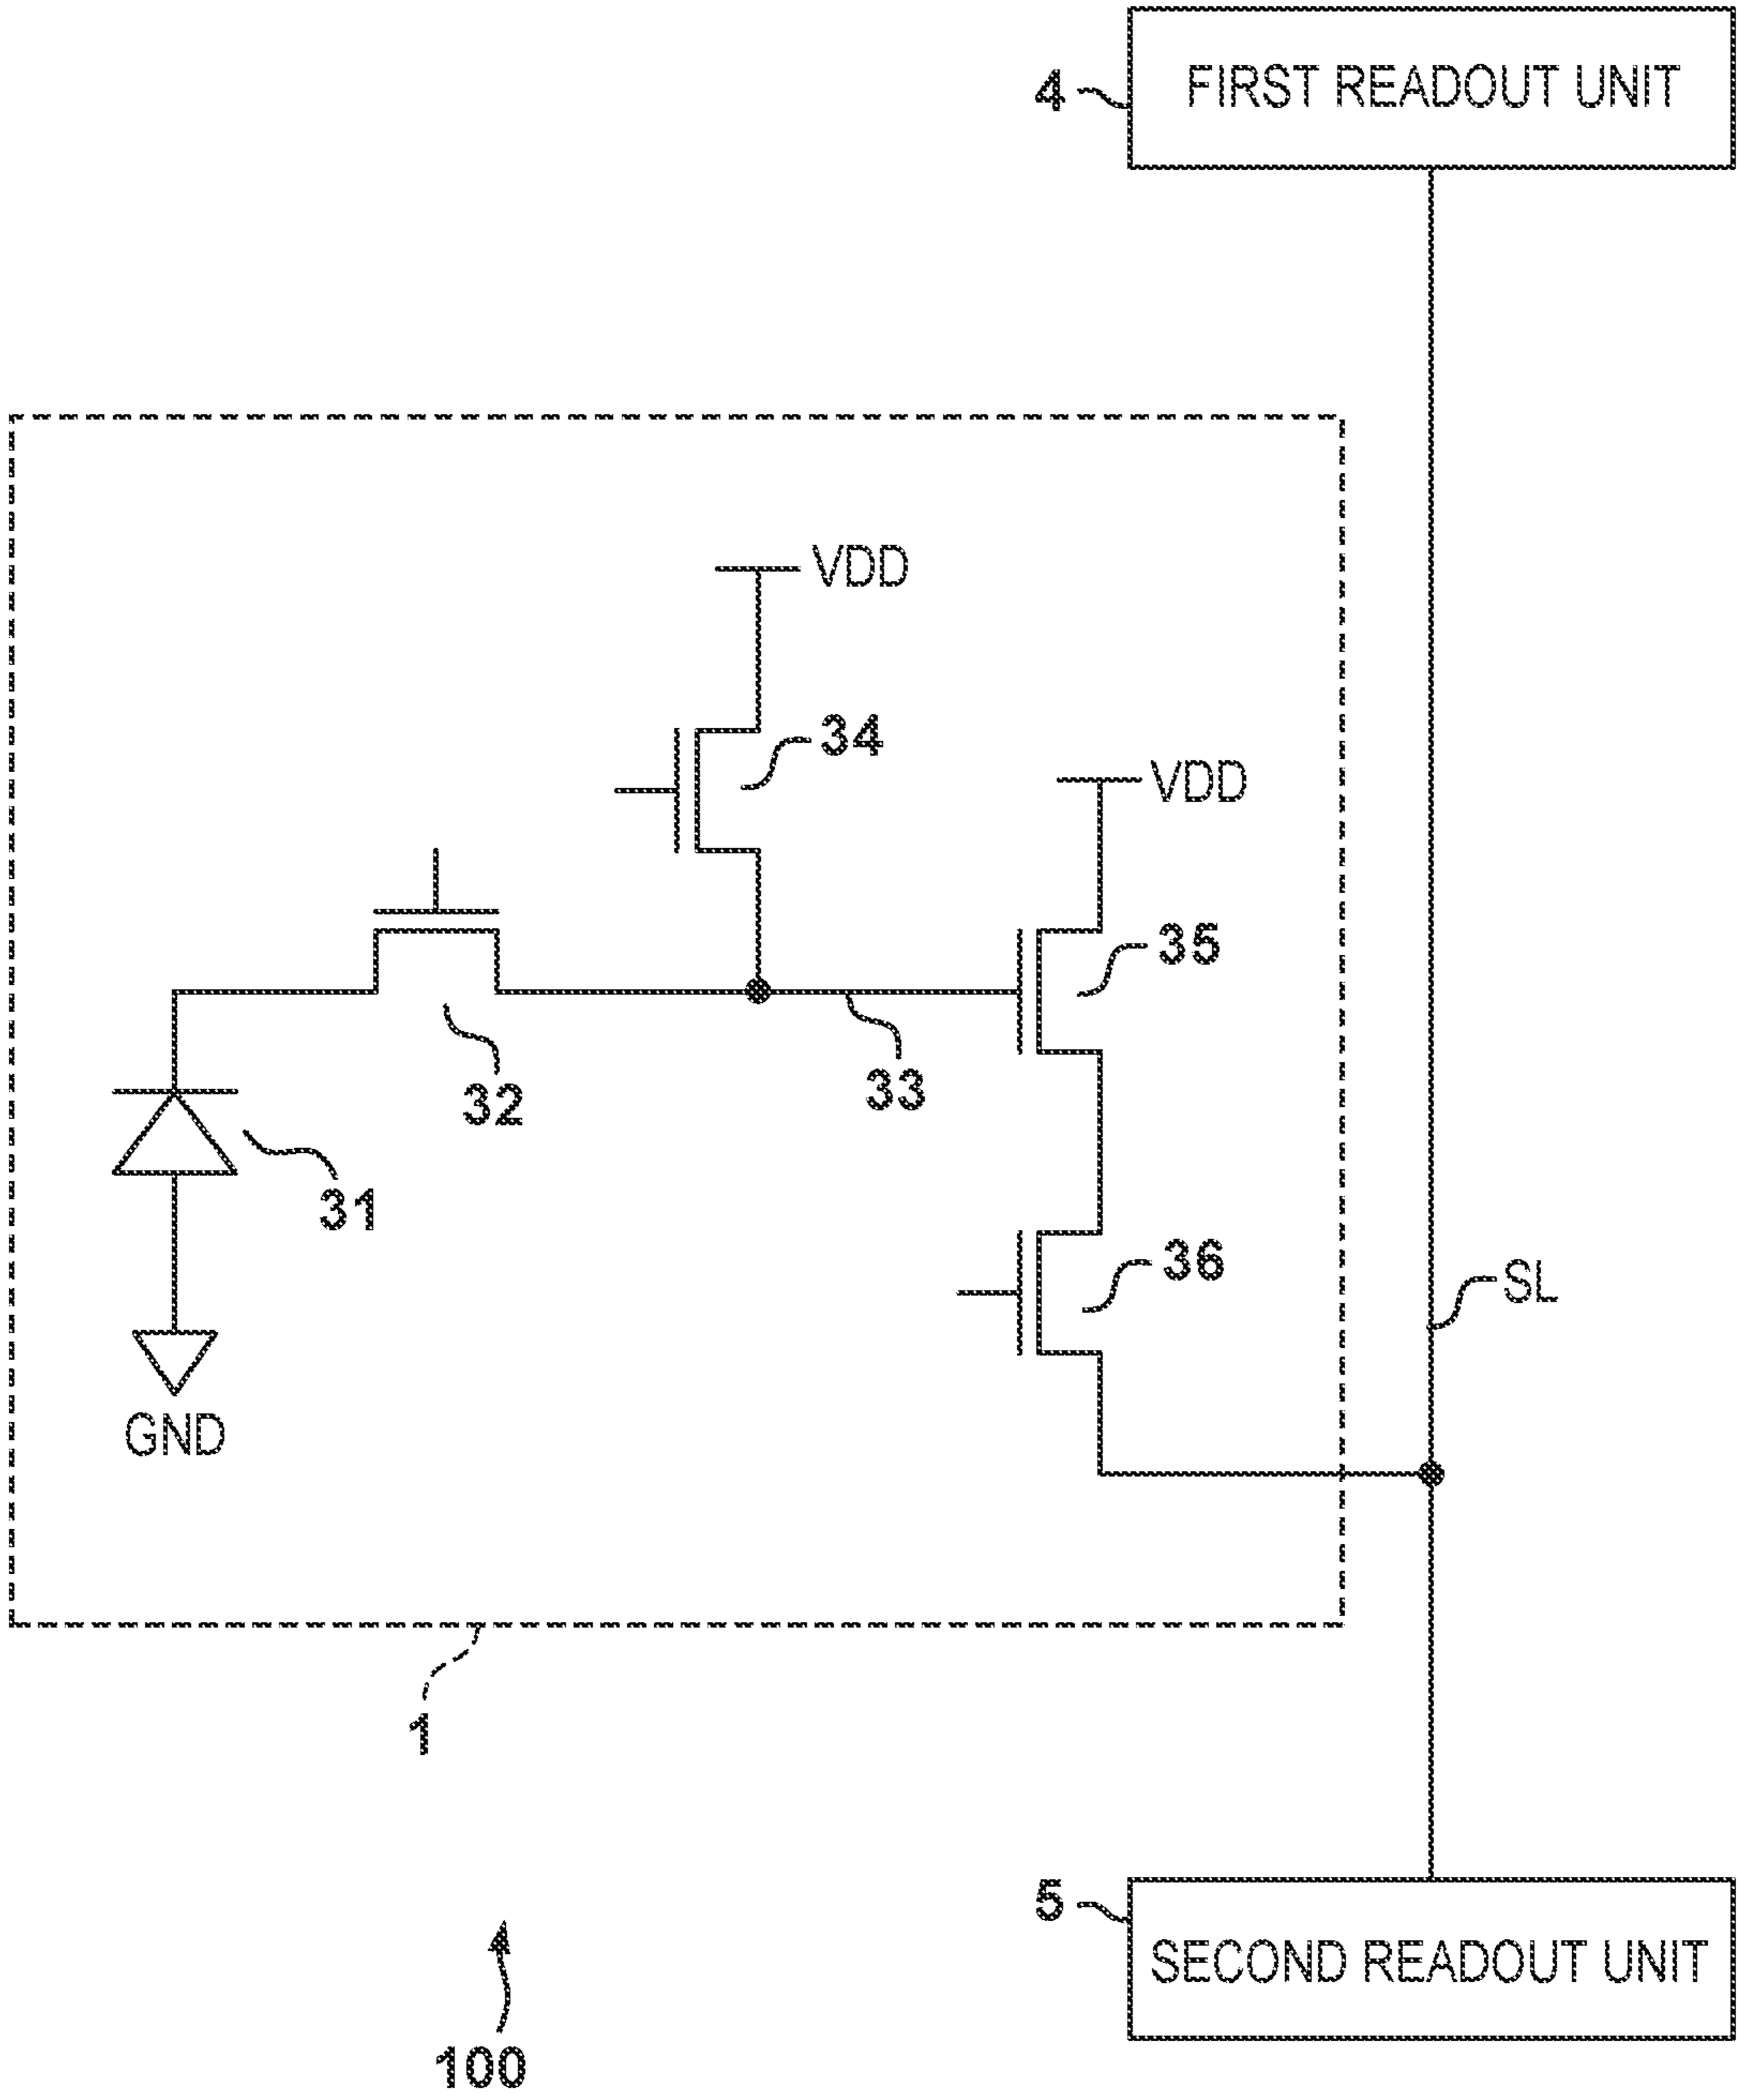 4
FIRST READOUT UNIT
VDD
34
VDD
35
32
33
31
36
SL
GND
1
5
SECOND READOUT UNIT
100